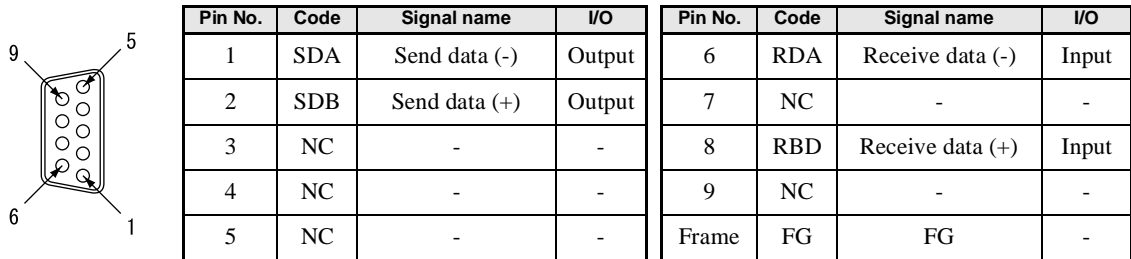 9
5
6
1
Pin No. Code Signal name I/O
1 SDA Send data (-) Output
2 SDB Send data (+) Output
3 NC - -
4 NC - -
5 NC - -
Pin No. Code Signal name I/O
6 RDA Receive data (-) Input
7 NC - -
8 RBD Receive data (+) Input
9 NC - -
Frame FG FG -